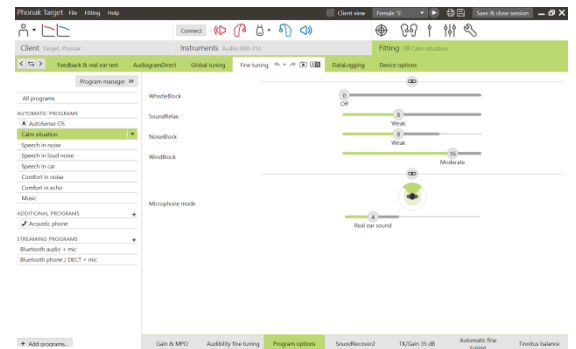 Phonak Target File Fitting Help
Client view Female 'S' Save & close session
Connect
Client Target, Phonak Instruments Audéo B90-312 Fitting Calm situation
Feedback & real ear test AudiogramDirect Global tuning Fine tuning DataLogging Device options
Program manager
All programs
AUTOMATIC PROGRAMS
A AutoSense OS
Calm situation
Speech in noise
Speech in loud noise
Speech in car
Comfort in noise
Comfort in echo
Music
ADDITIONAL PROGRAMS +
Acoustic phone
STREAMING PROGRAMS +
Bluetooth audio + mic
Bluetooth phone / DECT + mic
+ Add programs...
WhistleBlock
0
Off
SoundRelax
8
Weak
NoiseBlock
8
Weak
WindBlock
16
Moderate
Microphone mode
4
Real ear sound
Gain & MPO Audibility fine tuning Program options SoundRecover2 TK/Gain 35 dB Automatic fine tuning Tinnitus balance